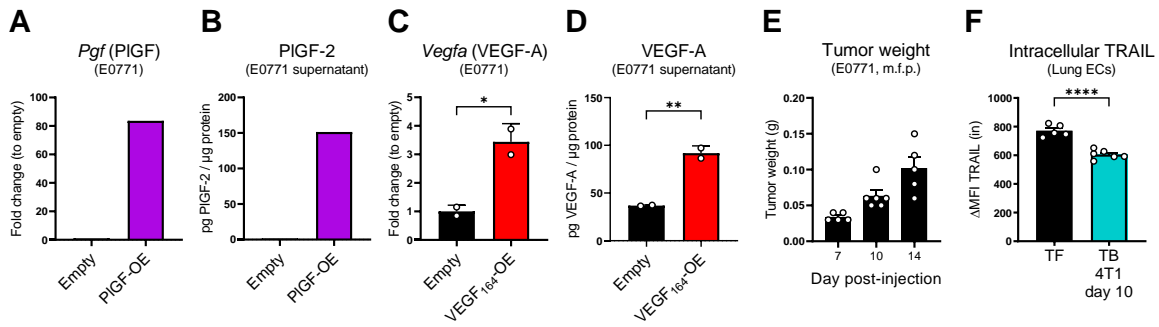 A
Pgf (PlGF)
(E0771)
Fold change (to empty)
100
80
60
40
20
0
Empty
PlGF-OE
B
PlGF-2
(E0771 supernatant)
pg PlGF-2 / µg protein
200
150
100
50
0
Empty
PlGF-OE
C
Vegfa (VEGF-A)
(E0771)
Fold change (to empty)
5
4
3
2
1
0
*
Empty
VEGF164-OE
D
VEGF-A
(E0771 supernatant)
pg VEGF-A / µg protein
150
100
50
0
**
Empty
VEGF164-OE
E
Tumor weight
(E0771, m.f.p.)
Tumor weight (g)
0.20
0.15
0.10
0.05
0.00
7 10 14
Day post-injection
F
Intracellular TRAIL
(Lung ECs)
ΔMFI TRAIL (in)
1000
800
600
400
200
0
****
TF TB
4T1
day 10